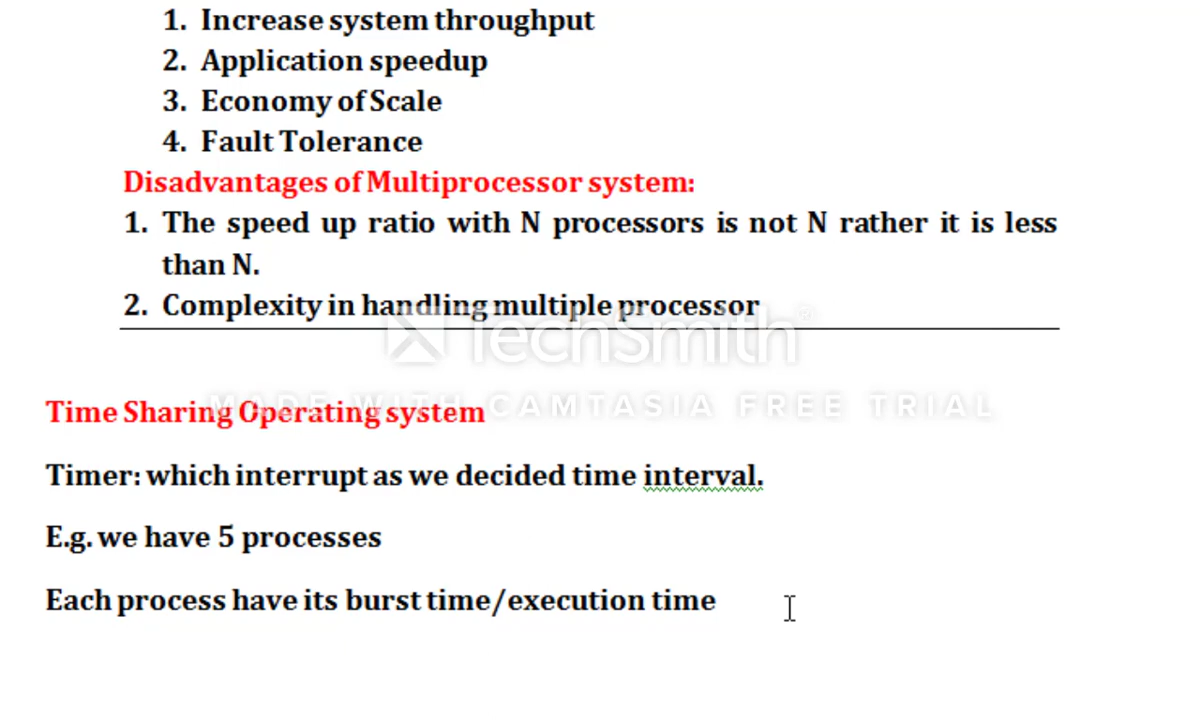 1. Increase system throughput
2. Application speedup
3. Economy of Scale
4. Fault Tolerance
Disadvantages of Multiprocessor system:
1. The speed up ratio with N processors is not N rather it is less
than N.
2. Complexity in handling multiple processor
TechSmith®
MADE WITH CAMTASIA FREE TRIAL
Time Sharing Operating system
Timer: which interrupt as we decided time interval.
E.g. we have 5 processes
Each process have its burst time/execution time